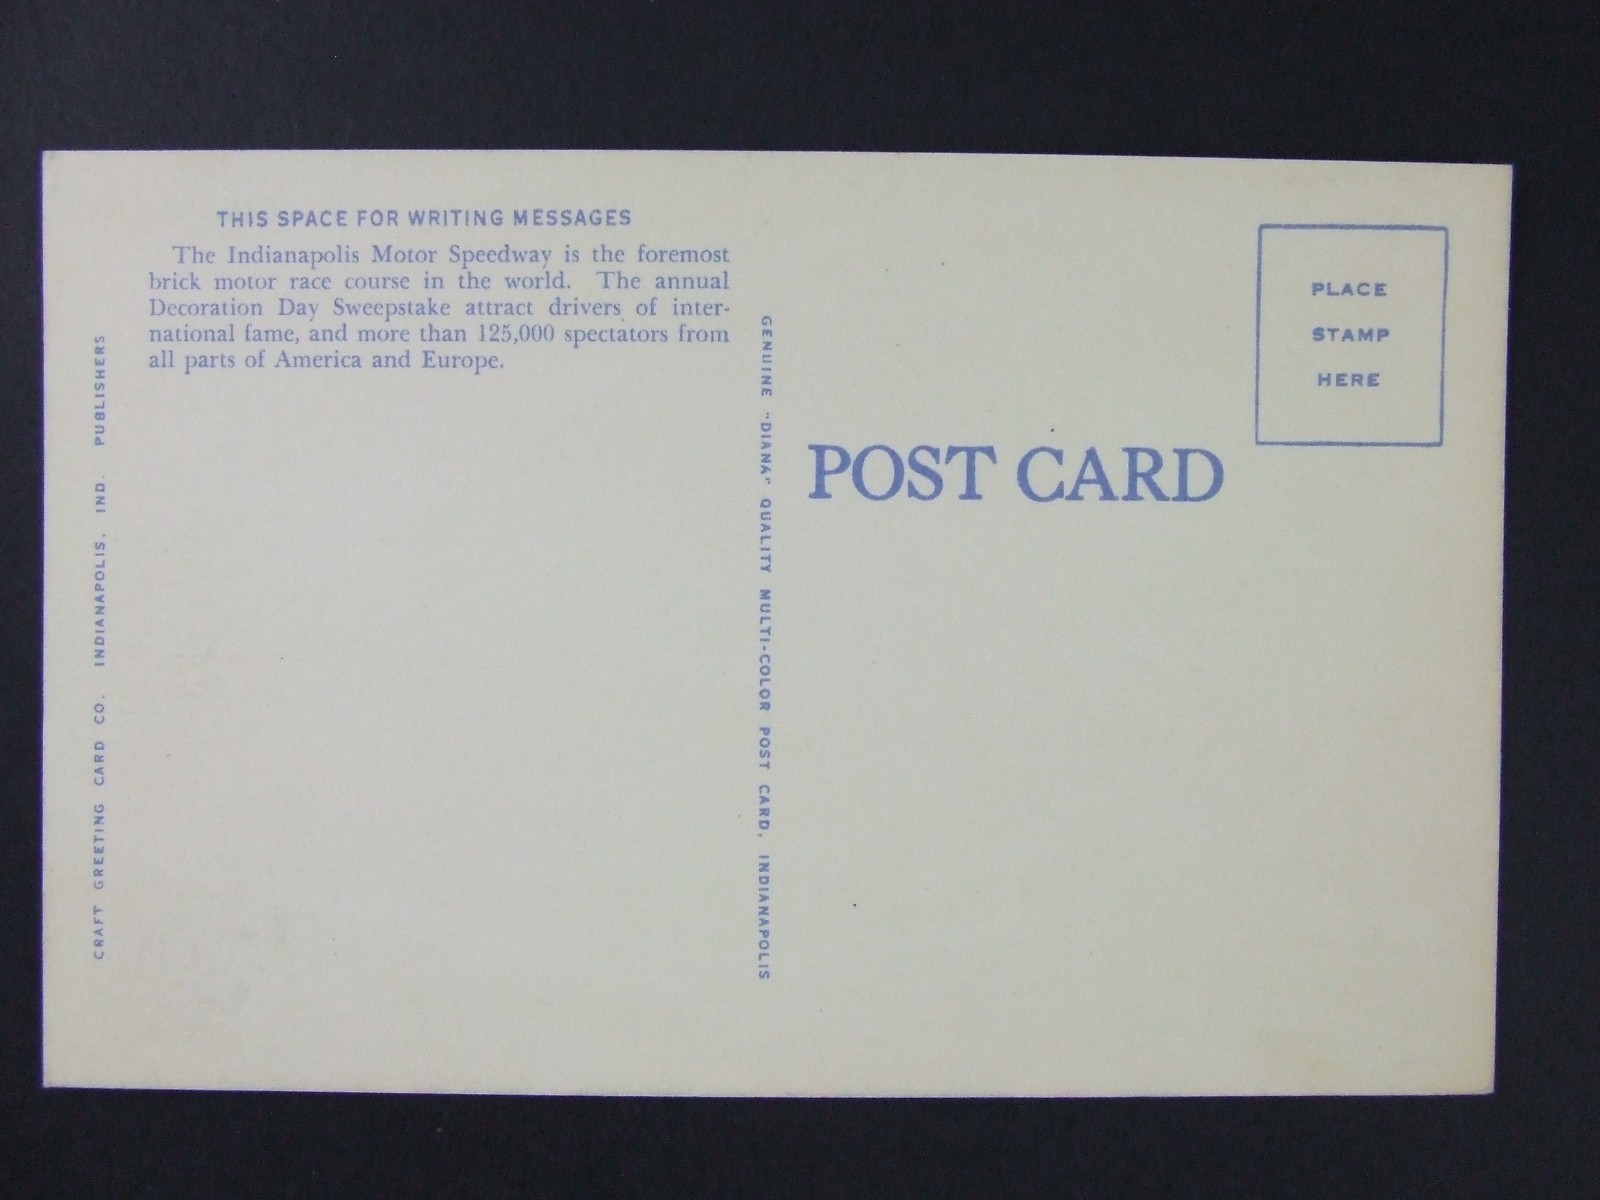 THIS SPACE FOR WRITING MESSAGES
The Indianapolis Motor Speedway is the foremost
brick motor race course in the world. The annual
Decoration Day Sweepstake attract drivers of inter-
national fame, and more than 125,000 spectators from
all parts of America and Europe.
CRAFT GREETING CARD CO. INDIANAPOLIS, IND. PUBLISHERS
GENUINE "DIANA" QUALITY MULTI-COLOR POST CARD, INDIANAPOLIS
POST CARD
PLACE
STAMP
HERE